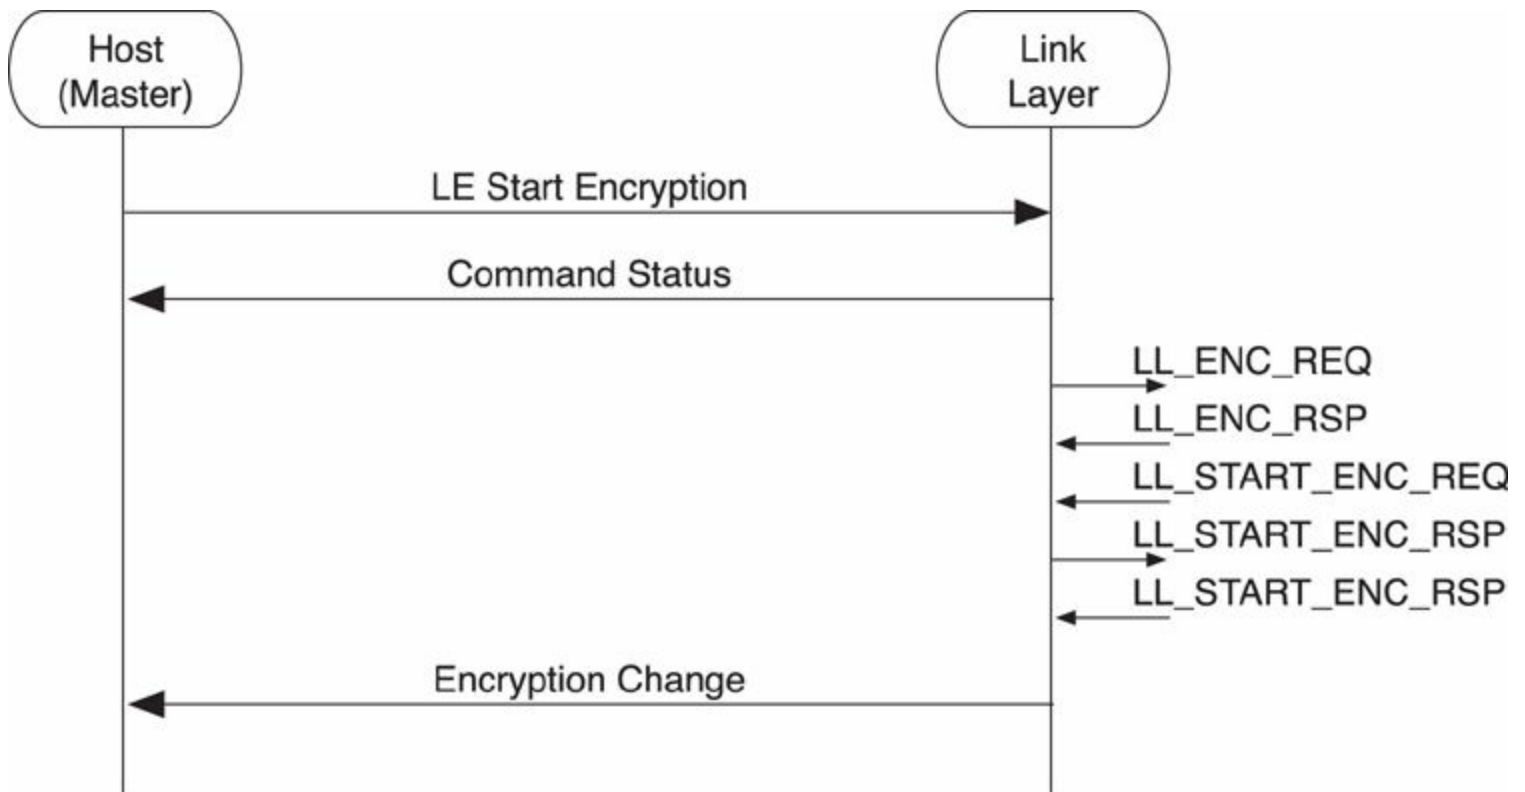 Host
(Master)
Link
Layer
LE Start Encryption
Command Status
LL_ENC_REQ
LL_ENC_RSP
LL_START_ENC_REQ
LL_START_ENC_RSP
LL_START_ENC_RSP
Encryption Change